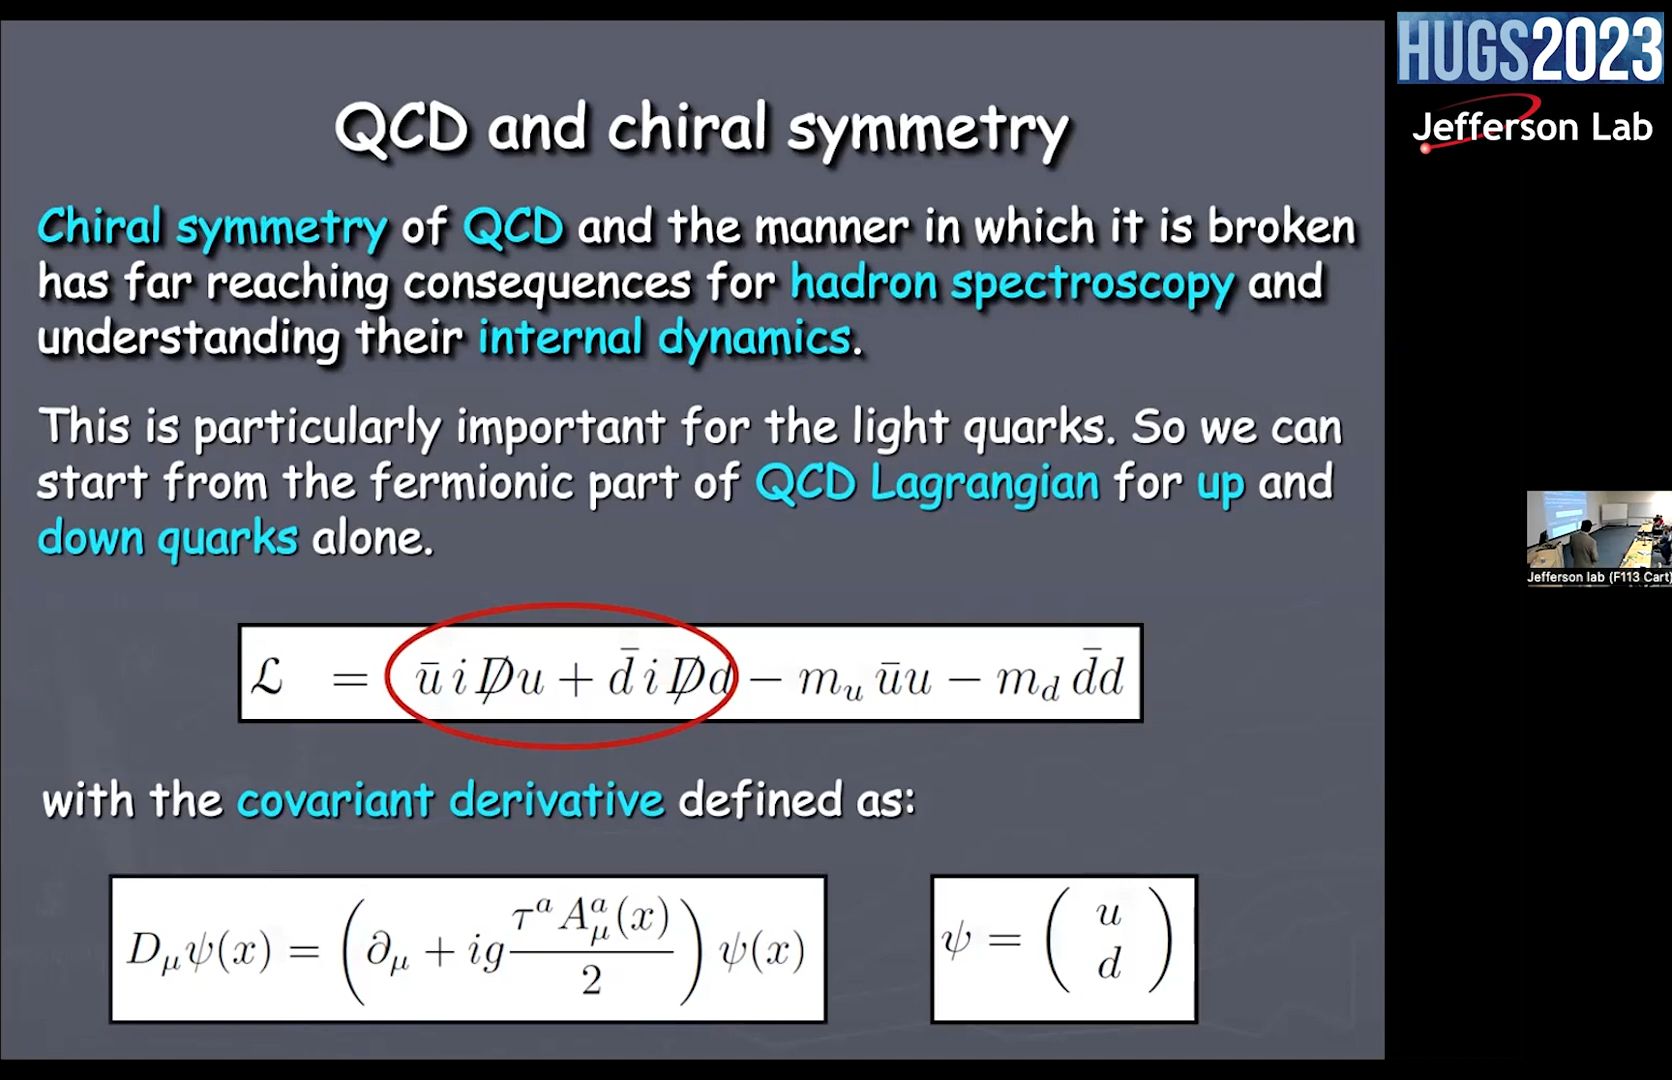 HUGS2023
Jefferson Lab
QCD and chiral symmetry
Chiral symmetry of QCD and the manner in which it is broken
has far reaching consequences for hadron spectroscopy and
understanding their internal dynamics.
This is particularly important for the light quarks. So we can
start from the fermionic part of QCD Lagrangian for up and
down quarks alone.
ℒ = ū i D̸ u + d̄ i D̸ d − m_u ū u − m_d d̄ d
with the covariant derivative defined as:
D_μ ψ(x) = ( ∂_μ + ig τ^a A^a_μ(x) / 2 ) ψ(x)
ψ = ( u d )
Jefferson lab (F113 Cart)